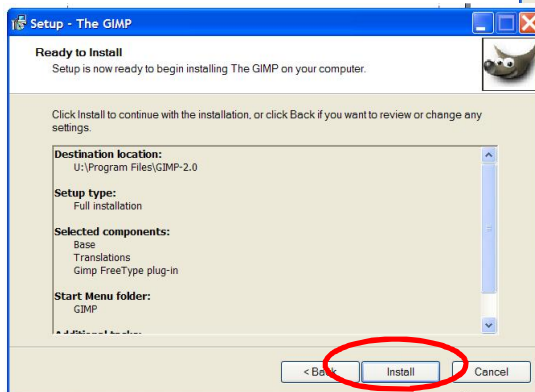 Setup - The GIMP
Ready to Install
Setup is now ready to begin installing The GIMP on your computer.
Click Install to continue with the installation, or click Back if you want to review or change any
settings.
Destination location:
U:\Program Files\GIMP-2.0
Setup type:
Full installation
Selected components:
Base
Translations
Gimp FreeType plug-in
Start Menu folder:
GIMP
Additional tasks:
< Back Install Cancel